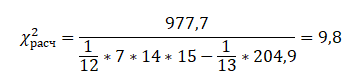 χ²расч = 977,7 / (1/12 * 7 * 14 * 15 − 1/13 * 204,9) = 9,8